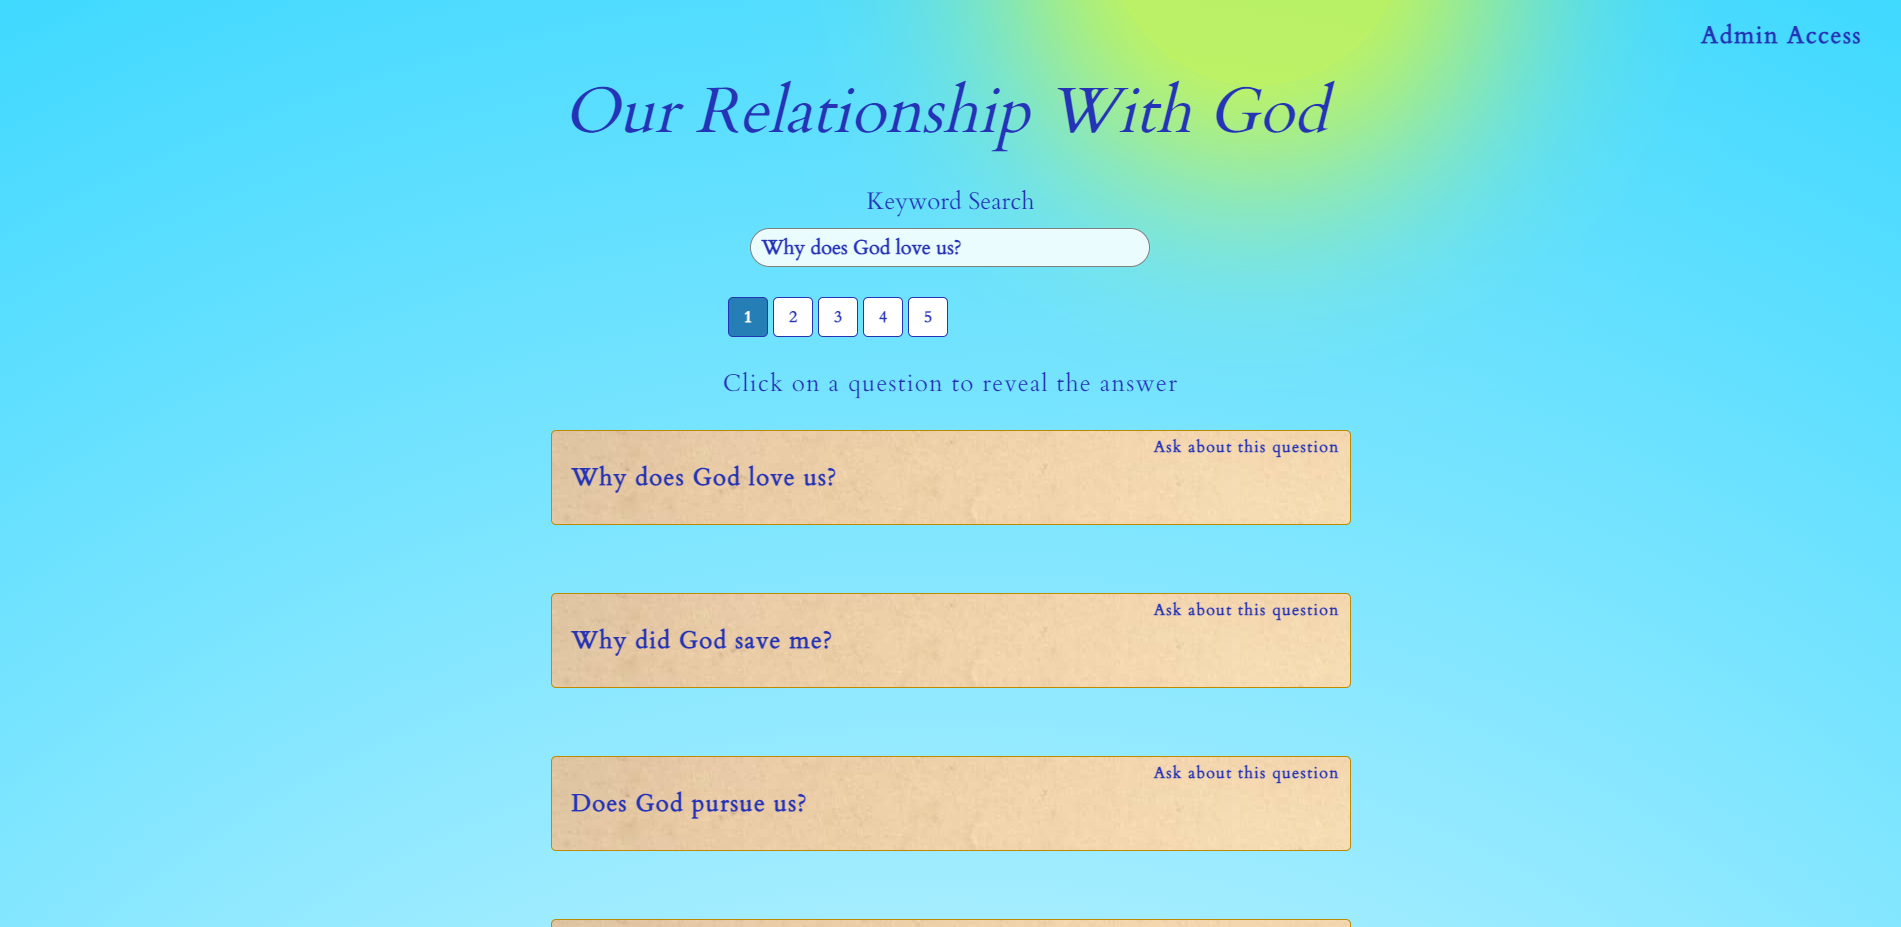 Admin Access
Our Relationship With God
Keyword Search
Why does God love us?
1 2 3 4 5
Click on a question to reveal the answer
Ask about this question
Why does God love us?
Ask about this question
Why did God save me?
Ask about this question
Does God pursue us?